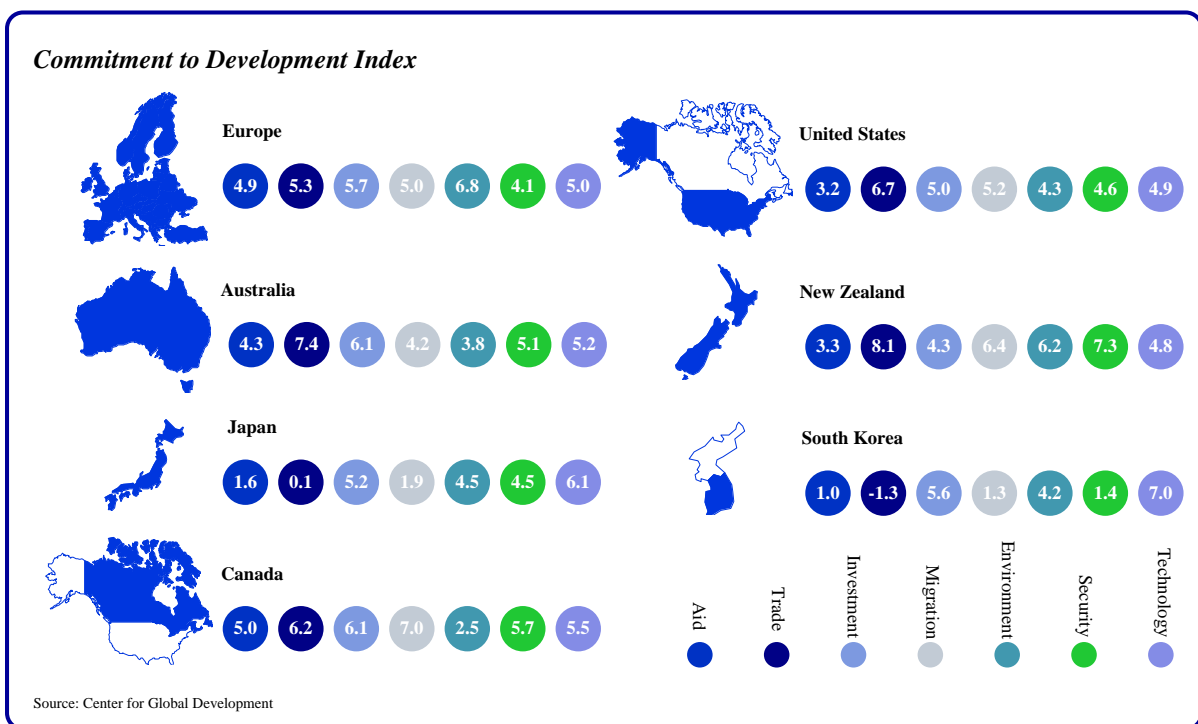 Commitment to Development Index
Europe
4.9 5.3 5.7 5.0 6.8 4.1 5.0
United States
3.2 6.7 5.0 5.2 4.3 4.6 4.9
Australia
4.3 7.4 6.1 4.2 3.8 5.1 5.2
New Zealand
3.3 8.1 4.3 6.4 6.2 7.3 4.8
Japan
1.6 0.1 5.2 1.9 4.5 4.5 6.1
South Korea
1.0 -1.3 5.6 1.3 4.2 1.4 7.0
Canada
5.0 6.2 6.1 7.0 2.5 5.7 5.5
Aid
Trade
Investment
Migration
Environment
Security
Technology
Source: Center for Global Development